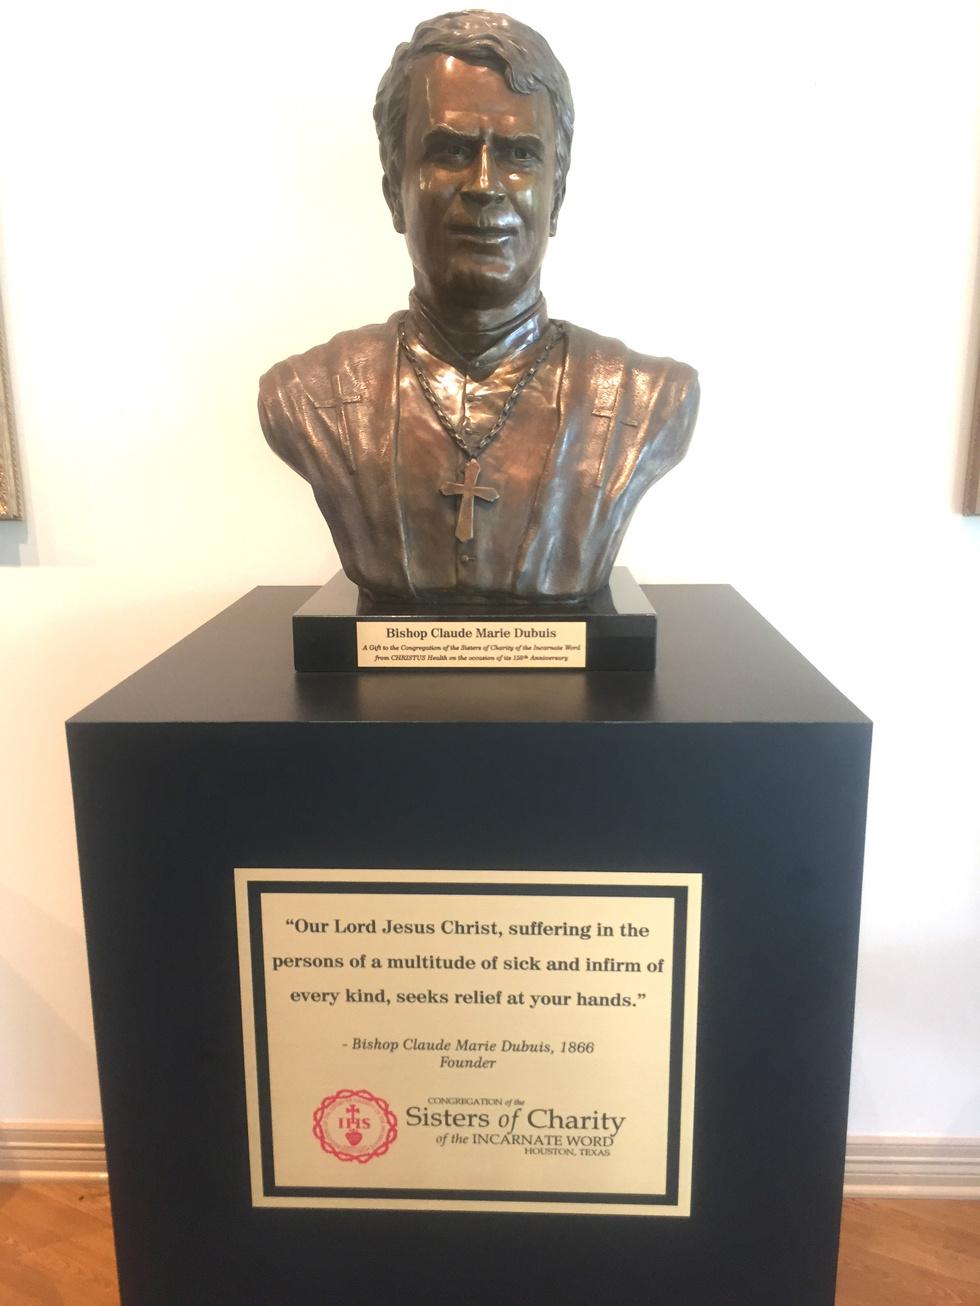 Bishop Claude Marie Dubuis
A Gift to the Congregation of the Sisters of Charity of the Incarnate Word
from CHRISTUS Health on the occasion of its 150th Anniversary
“Our Lord Jesus Christ, suffering in the
persons of a multitude of sick and infirm of
every kind, seeks relief at your hands.”
- Bishop Claude Marie Dubuis, 1866
Founder
IHS
CONGREGATION of the
Sisters of Charity
of the INCARNATE WORD
HOUSTON, TEXAS